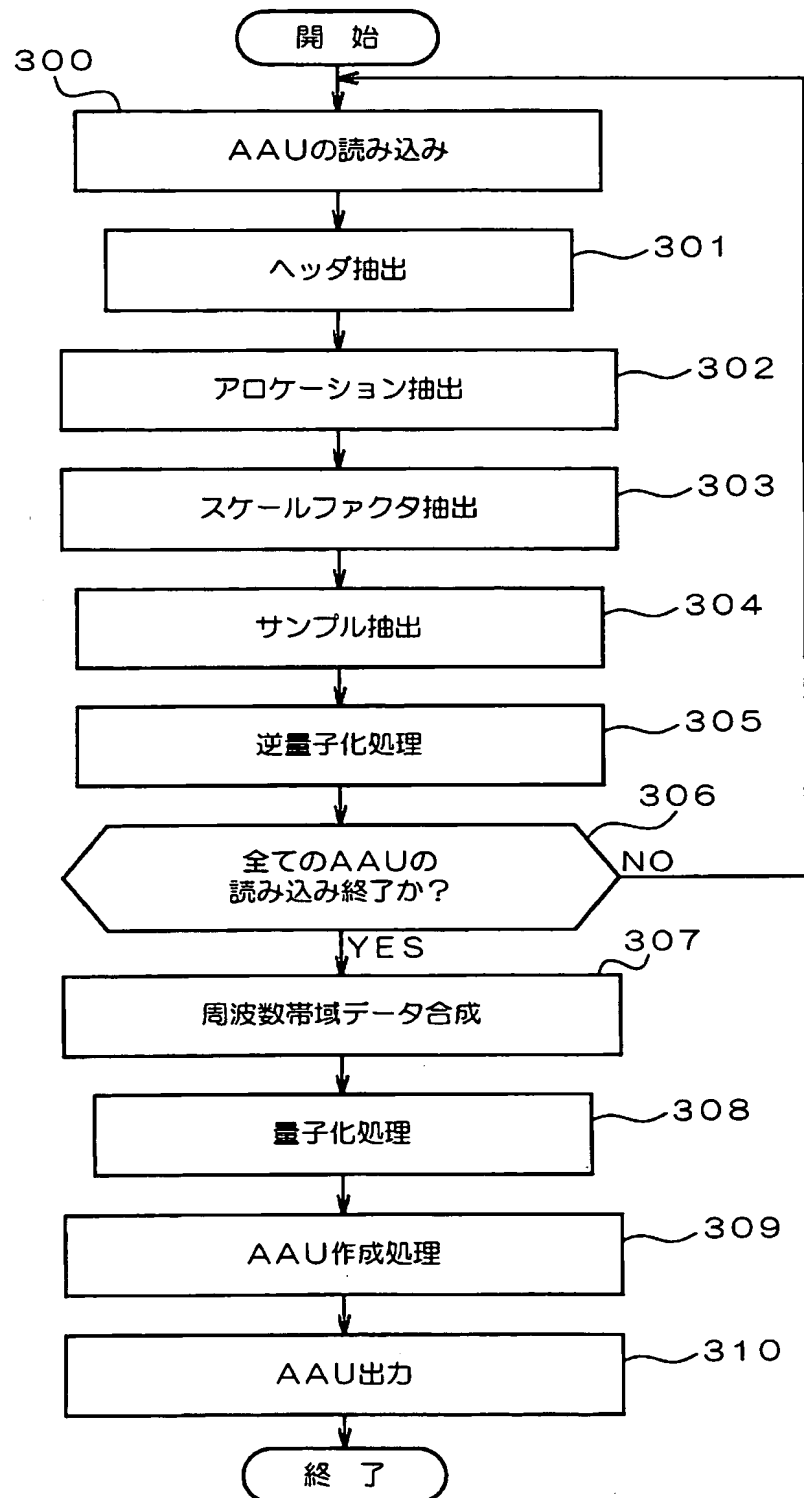 開 始
300
AAUの読み込み
301
ヘッダ抽出
302
アロケーション抽出
303
スケールファクタ抽出
304
サンプル抽出
305
逆量子化処理
306
全てのAAUの
読み込み終了か?
NO
YES
307
周波数帯域データ合成
308
量子化処理
309
AAU作成処理
310
AAU出力
終 了